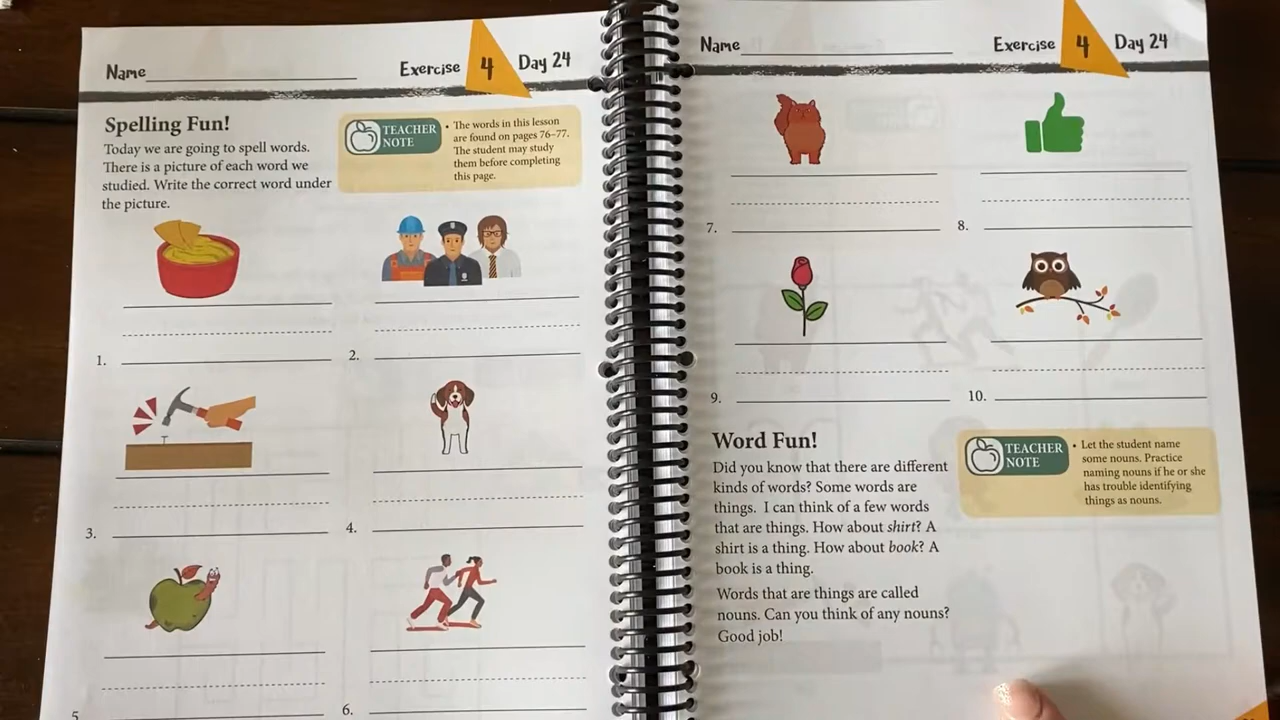 Name
Exercise 4 Day 24
Spelling Fun!
Today we are going to spell words.
There is a picture of each word we
studied. Write the correct word under
the picture.
TEACHER
NOTE
• The words in this lesson
are found on pages 76–77.
The student may study
them before completing
this page.
1.
2.
3.
4.
5.
6.
Name
Exercise 4 Day 24
7.
8.
9.
10.
Word Fun!
Did you know that there are different
kinds of words? Some words are
things. I can think of a few words
that are things. How about shirt? A
shirt is a thing. How about book? A
book is a thing.
Words that are things are called
nouns. Can you think of any nouns?
Good job!
TEACHER
NOTE
• Let the student name
some nouns. Practice
naming nouns if he or she
has trouble identifying
things as nouns.